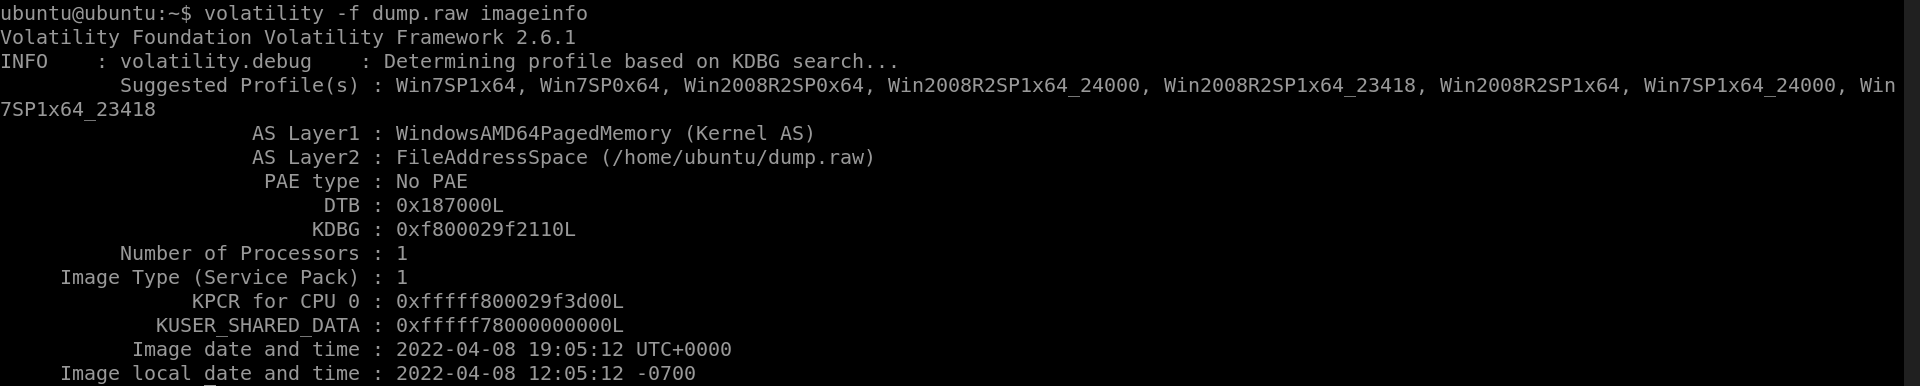 ubuntu@ubuntu:~$ volatility -f dump.raw imageinfo
Volatility Foundation Volatility Framework 2.6.1
INFO    : volatility.debug    : Determining profile based on KDBG search...
          Suggested Profile(s) : Win7SP1x64, Win7SP0x64, Win2008R2SP0x64, Win2008R2SP1x64_24000, Win2008R2SP1x64_23418, Win2008R2SP1x64, Win7SP1x64_24000, Win
7SP1x64_23418
                     AS Layer1 : WindowsAMD64PagedMemory (Kernel AS)
                     AS Layer2 : FileAddressSpace (/home/ubuntu/dump.raw)
                      PAE type : No PAE
                           DTB : 0x187000L
                          KDBG : 0xf800029f2110L
          Number of Processors : 1
     Image Type (Service Pack) : 1
                KPCR for CPU 0 : 0xfffff800029f3d00L
             KUSER_SHARED_DATA : 0xfffff78000000000L
           Image date and time : 2022-04-08 19:05:12 UTC+0000
     Image local date and time : 2022-04-08 12:05:12 -0700